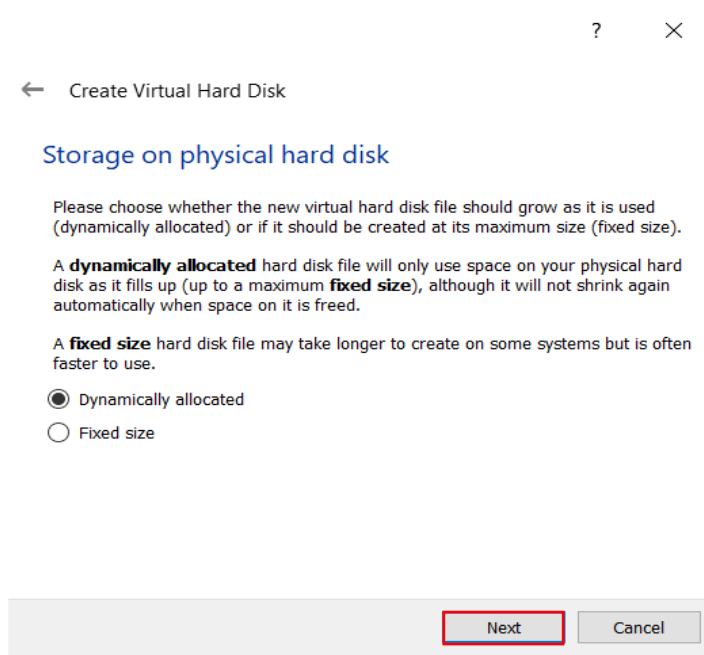 ?
Create Virtual Hard Disk
Storage on physical hard disk
Please choose whether the new virtual hard disk file should grow as it is used
(dynamically allocated) or if it should be created at its maximum size (fixed size).
A dynamically allocated hard disk file will only use space on your physical hard
disk as it fills up (up to a maximum fixed size), although it will not shrink again
automatically when space on it is freed.
A fixed size hard disk file may take longer to create on some systems but is often
faster to use.
Dynamically allocated
Fixed size
Next Cancel